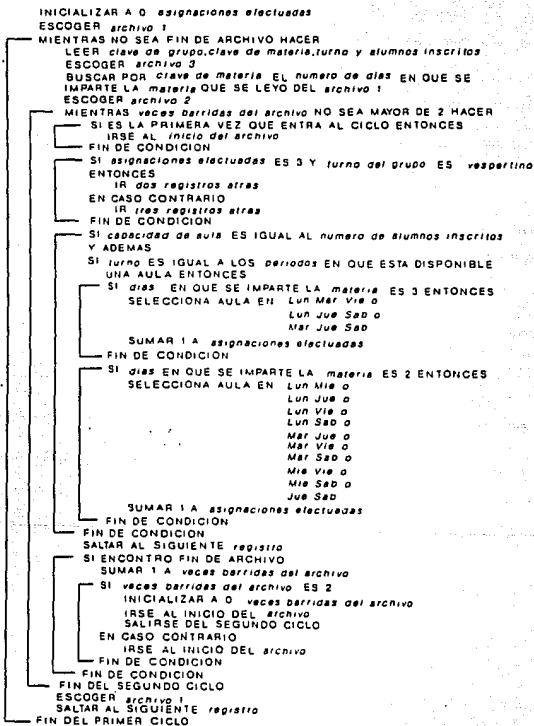 INICIALIZAR A 0 asignaciones efectuadas
ESCOGER archivo 1
MIENTRAS NO SEA FIN DE ARCHIVO HACER
LEER clave de grupo,clave de materia,turno y alumnos inscritos
ESCOGER archivo 3
BUSCAR POR clave de materia EL numero de dias EN QUE SE
IMPARTE LA materia QUE SE LEYO DEL archivo 1
ESCOGER archivo 2
MIENTRAS veces barridas del archivo NO SEA MAYOR DE 2 HACER
SI ES LA PRIMERA VEZ QUE ENTRA AL CICLO ENTONCES
IRSE AL inicio del archivo
FIN DE CONDICION
SI asignaciones efectuadas ES 3 Y turno del grupo ES vespertino
ENTONCES
IR dos registros atras
EN CASO CONTRARIO
IR tres registros atras
FIN DE CONDICION
SI capacidad de aula ES IGUAL AL numero de alumnos inscritos
Y ADEMAS
SI turno ES IGUAL A LOS periodos EN QUE ESTA DISPONIBLE
UNA AULA ENTONCES
SI dias EN QUE SE IMPARTE LA materia ES 3 ENTONCES
SELECCIONA AULA EN Lun Mar Vie o
Lun Jue Sab o
Mar Jue Sab
SUMAR 1 A asignaciones efectuadas
FIN DE CONDICION
SI dias EN QUE SE IMPARTE LA materia ES 2 ENTONCES
SELECCIONA AULA EN Lun Mie o
Lun Jue o
Lun Vie o
Lun Sab o
Mar Jue o
Mar Vie o
Mar Sab o
Mie Vie o
Mie Sab o
Jue Sab
SUMAR 1 A asignaciones efectuadas
FIN DE CONDICION
FIN DE CONDICION
SALTAR AL SIGUIENTE registro
SI ENCONTRO FIN DE ARCHIVO
SUMAR 1 A veces barridas del archivo
SI veces barridas del archivo ES 2
INICIALIZAR A 0 veces barridas del archivo
IRSE AL INICIO DEL archivo
SALIRSE DEL SEGUNDO CICLO
EN CASO CONTRARIO
IRSE AL INICIO DEL archivo
FIN DE CONDICION
FIN DE CONDICION
FIN DEL SEGUNDO CICLO
ESCOGER archivo 1
SALTAR AL SIGUIENTE registro
FIN DEL PRIMER CICLO